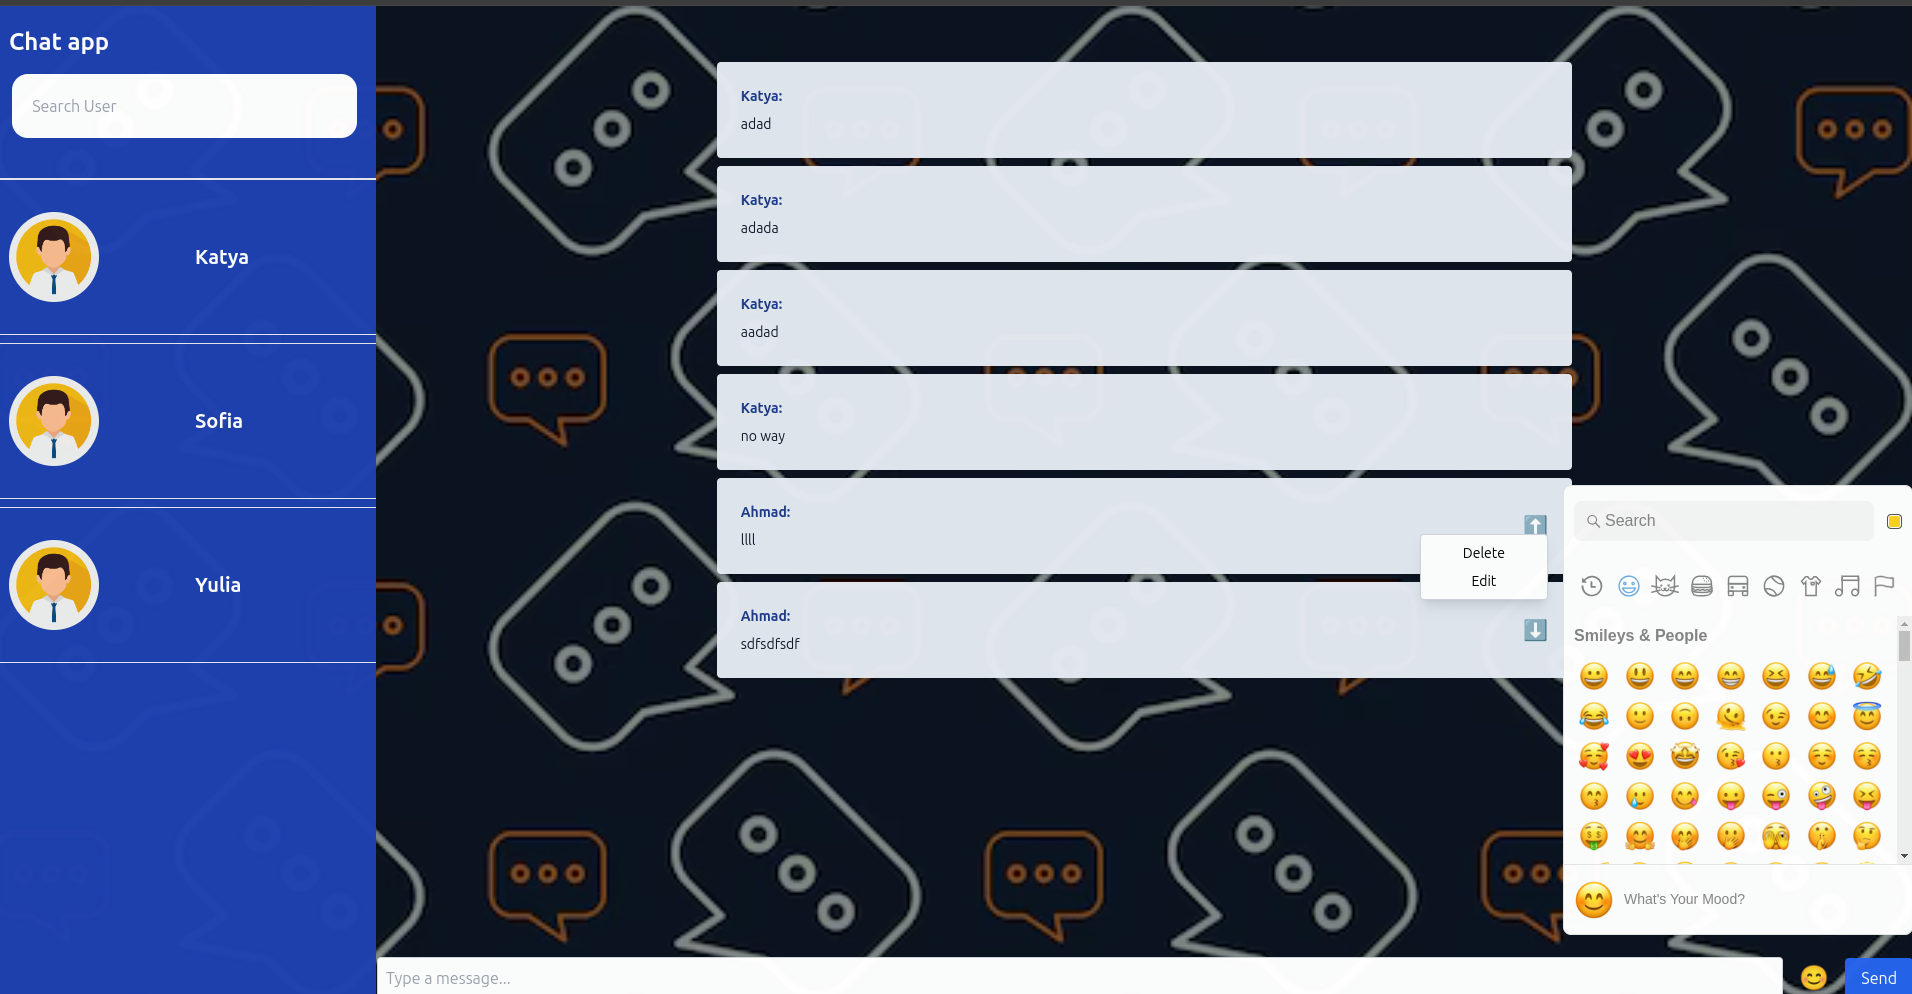 Chat app
Search User
Katya
Sofia
Yulia
Katya:
adad
Katya:
adada
Katya:
aadad
Katya:
no way
Ahmad:
llll
Delete
Edit
Ahmad:
sdfsdfsdf
Search
Smileys & People
What's Your Mood?
Type a message...
Send